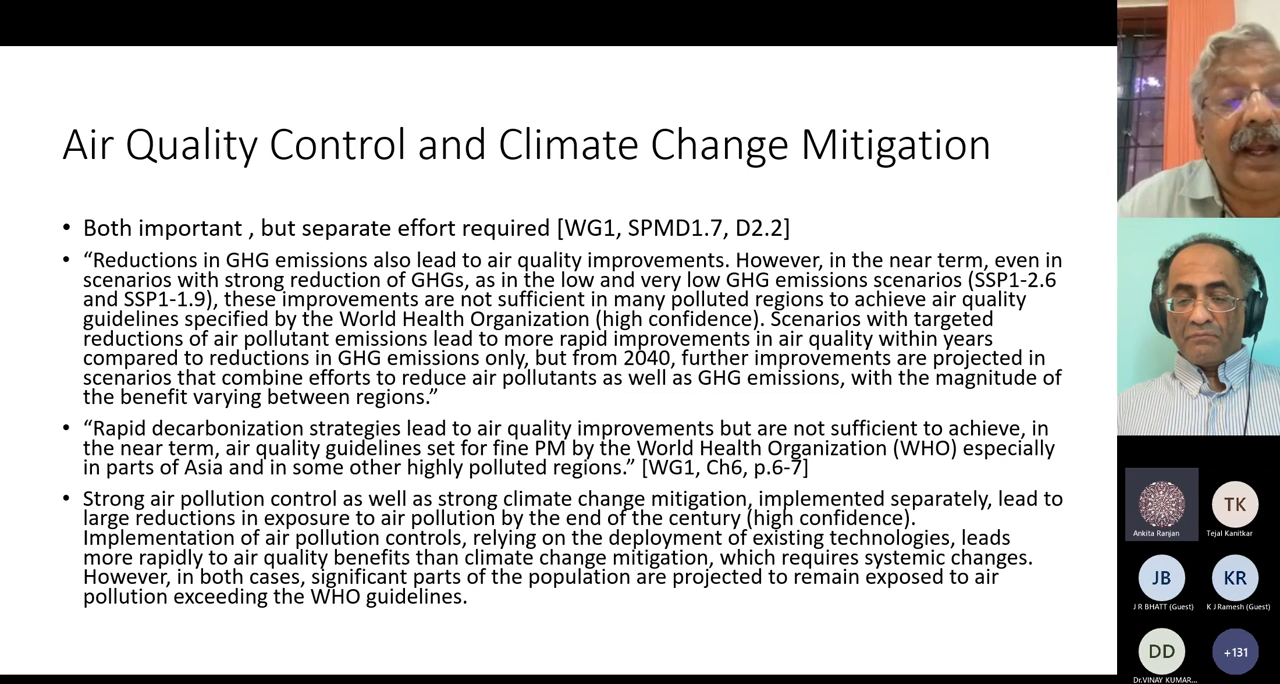 Air Quality Control and Climate Change Mitigation
• Both important , but separate effort required [WG1, SPMD1.7, D2.2]
• “Reductions in GHG emissions also lead to air quality improvements. However, in the near term, even in
scenarios with strong reduction of GHGs, as in the low and very low GHG emissions scenarios (SSP1-2.6
and SSP1-1.9), these improvements are not sufficient in many polluted regions to achieve air quality
guidelines specified by the World Health Organization (high confidence). Scenarios with targeted
reductions of air pollutant emissions lead to more rapid improvements in air quality within years
compared to reductions in GHG emissions only, but from 2040, further improvements are projected in
scenarios that combine efforts to reduce air pollutants as well as GHG emissions, with the magnitude of
the benefit varying between regions.”
• “Rapid decarbonization strategies lead to air quality improvements but are not sufficient to achieve, in
the near term, air quality guidelines set for fine PM by the World Health Organization (WHO) especially
in parts of Asia and in some other highly polluted regions.” [WG1, Ch6, p.6-7]
• Strong air pollution control as well as strong climate change mitigation, implemented separately, lead to
large reductions in exposure to air pollution by the end of the century (high confidence).
Implementation of air pollution controls, relying on the deployment of existing technologies, leads
more rapidly to air quality benefits than climate change mitigation, which requires systemic changes.
However, in both cases, significant parts of the population are projected to remain exposed to air
pollution exceeding the WHO guidelines.
TK
Ankita Ranjan
Tejal Kanitkar
JB
KR
J R BHATT (Guest)
K J Ramesh (Guest)
DD
+131
Dr.VINAY KUMAR...